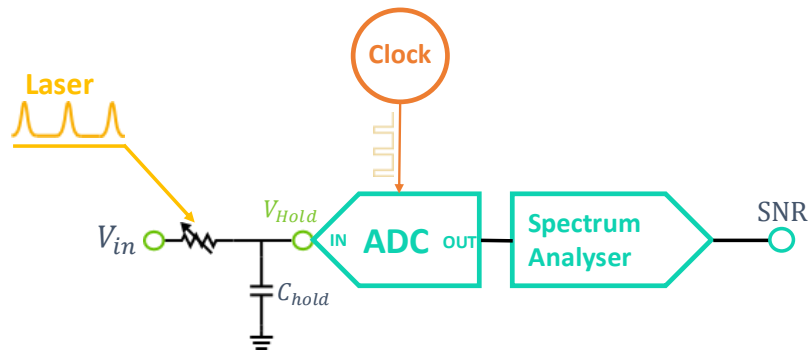 Clock
Laser
V_in
V_Hold
C_hold
IN
ADC
OUT
Spectrum
Analyser
SNR